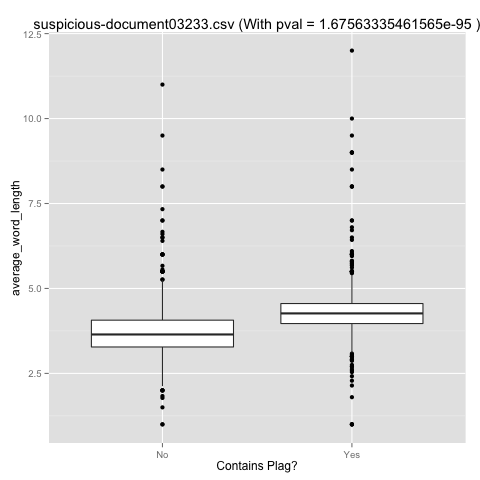 suspicious-document03233.csv (With pval = 1.67563335461565e-95 )
12.5
10.0
7.5
5.0
2.5
average_word_length
No
Yes
Contains Plag?